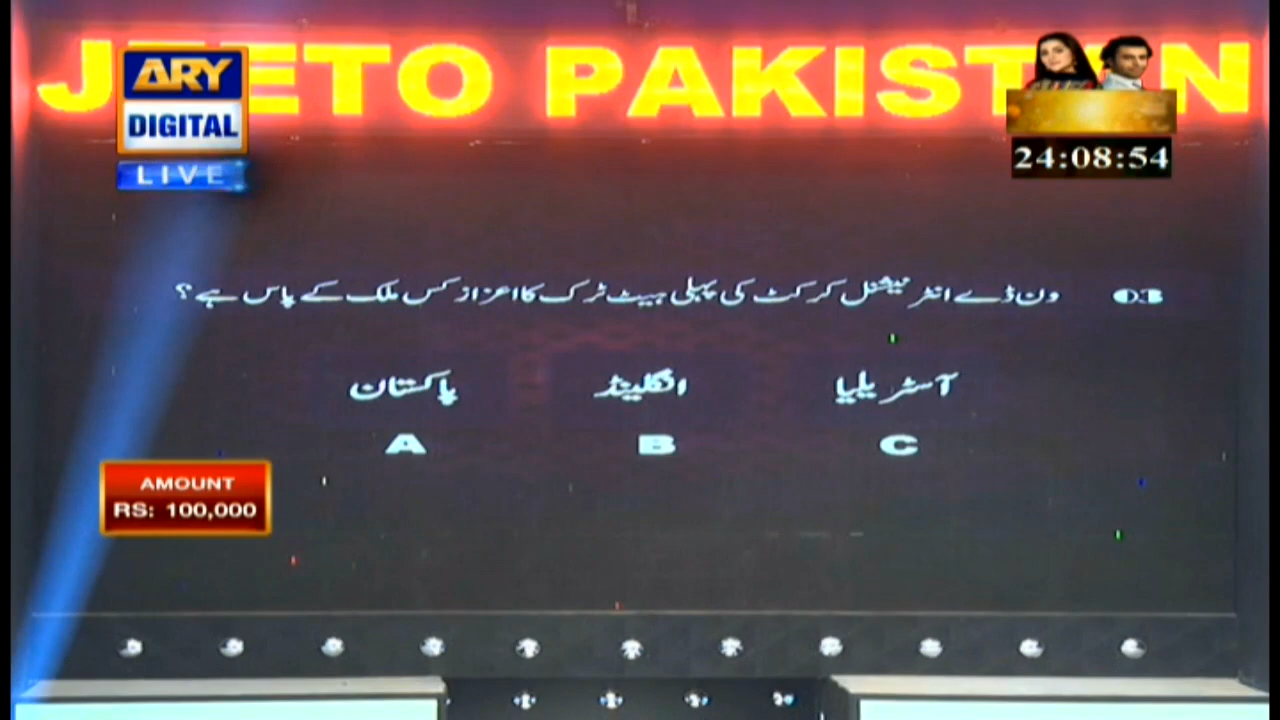 JEETO PAKISTAN
ARY
DIGITAL
LIVE
24:08:54
ون ڈے انٹرنیشنل کرکٹ کی پہلی ہیٹ ٹرک کا اعزاز کس ملک کے پاس ہے؟
آسٹریلیا انگلینڈ پاکستان
A B C
AMOUNT
RS: 100,000